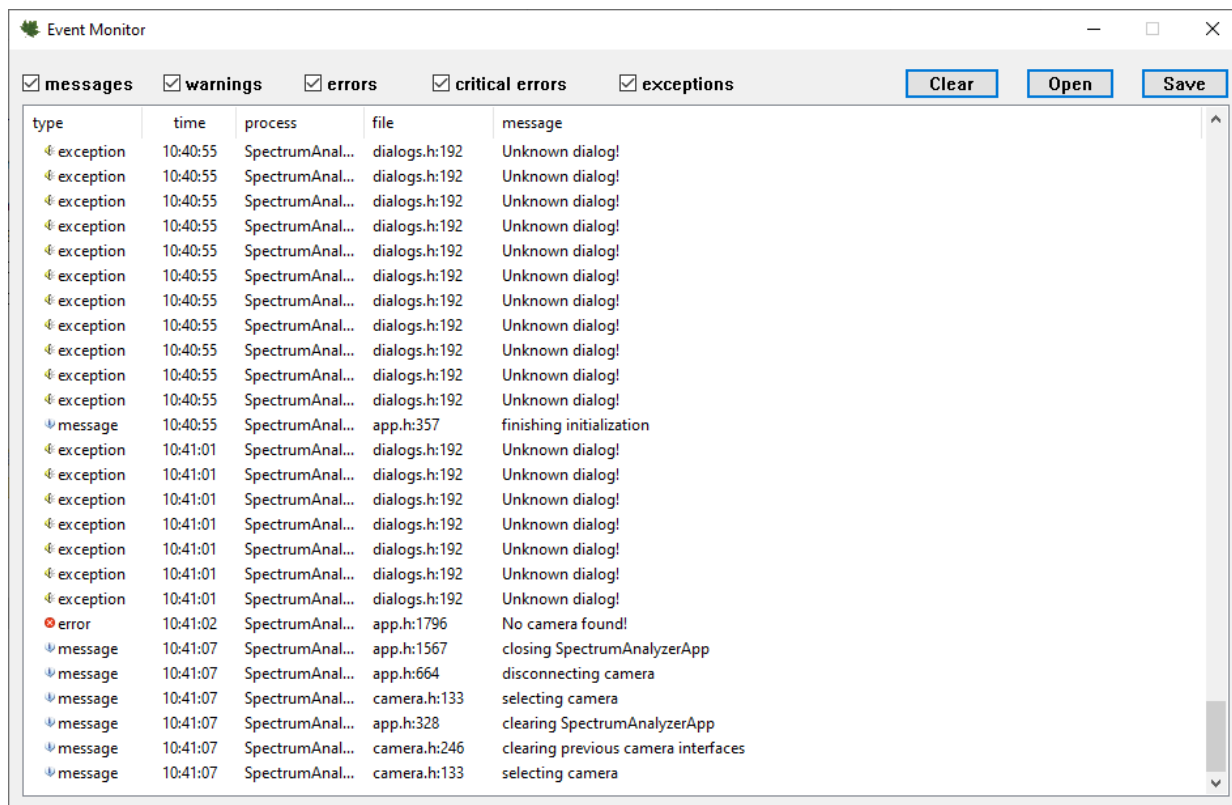 Event Monitor
messages warnings errors critical errors exceptions Clear Open Save
type time process file message
exception 10:40:55 SpectrumAnal... dialogs.h:192 Unknown dialog!
exception 10:40:55 SpectrumAnal... dialogs.h:192 Unknown dialog!
exception 10:40:55 SpectrumAnal... dialogs.h:192 Unknown dialog!
exception 10:40:55 SpectrumAnal... dialogs.h:192 Unknown dialog!
exception 10:40:55 SpectrumAnal... dialogs.h:192 Unknown dialog!
exception 10:40:55 SpectrumAnal... dialogs.h:192 Unknown dialog!
exception 10:40:55 SpectrumAnal... dialogs.h:192 Unknown dialog!
exception 10:40:55 SpectrumAnal... dialogs.h:192 Unknown dialog!
exception 10:40:55 SpectrumAnal... dialogs.h:192 Unknown dialog!
exception 10:40:55 SpectrumAnal... dialogs.h:192 Unknown dialog!
exception 10:40:55 SpectrumAnal... dialogs.h:192 Unknown dialog!
message 10:40:55 SpectrumAnal... app.h:357 finishing initialization
exception 10:41:01 SpectrumAnal... dialogs.h:192 Unknown dialog!
exception 10:41:01 SpectrumAnal... dialogs.h:192 Unknown dialog!
exception 10:41:01 SpectrumAnal... dialogs.h:192 Unknown dialog!
exception 10:41:01 SpectrumAnal... dialogs.h:192 Unknown dialog!
exception 10:41:01 SpectrumAnal... dialogs.h:192 Unknown dialog!
exception 10:41:01 SpectrumAnal... dialogs.h:192 Unknown dialog!
exception 10:41:01 SpectrumAnal... dialogs.h:192 Unknown dialog!
error 10:41:02 SpectrumAnal... app.h:1796 No camera found!
message 10:41:07 SpectrumAnal... app.h:1567 closing SpectrumAnalyzerApp
message 10:41:07 SpectrumAnal... app.h:664 disconnecting camera
message 10:41:07 SpectrumAnal... camera.h:133 selecting camera
message 10:41:07 SpectrumAnal... app.h:328 clearing SpectrumAnalyzerApp
message 10:41:07 SpectrumAnal... camera.h:246 clearing previous camera interfaces
message 10:41:07 SpectrumAnal... camera.h:133 selecting camera